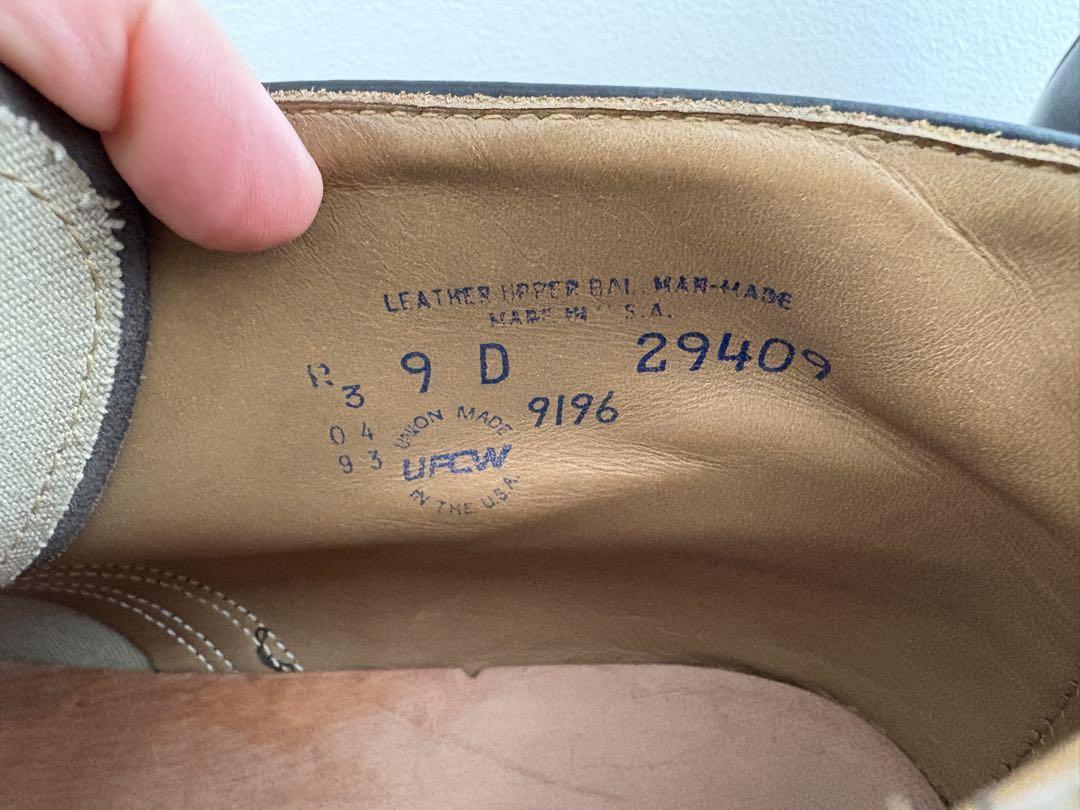 LEATHER UPPER BAL MAN-MADE
MADE IN U.S.A.
R 9 D 29409
3 9196
0 4
9 3
UNION MADE
UFCW
IN THE U.S.A.
8